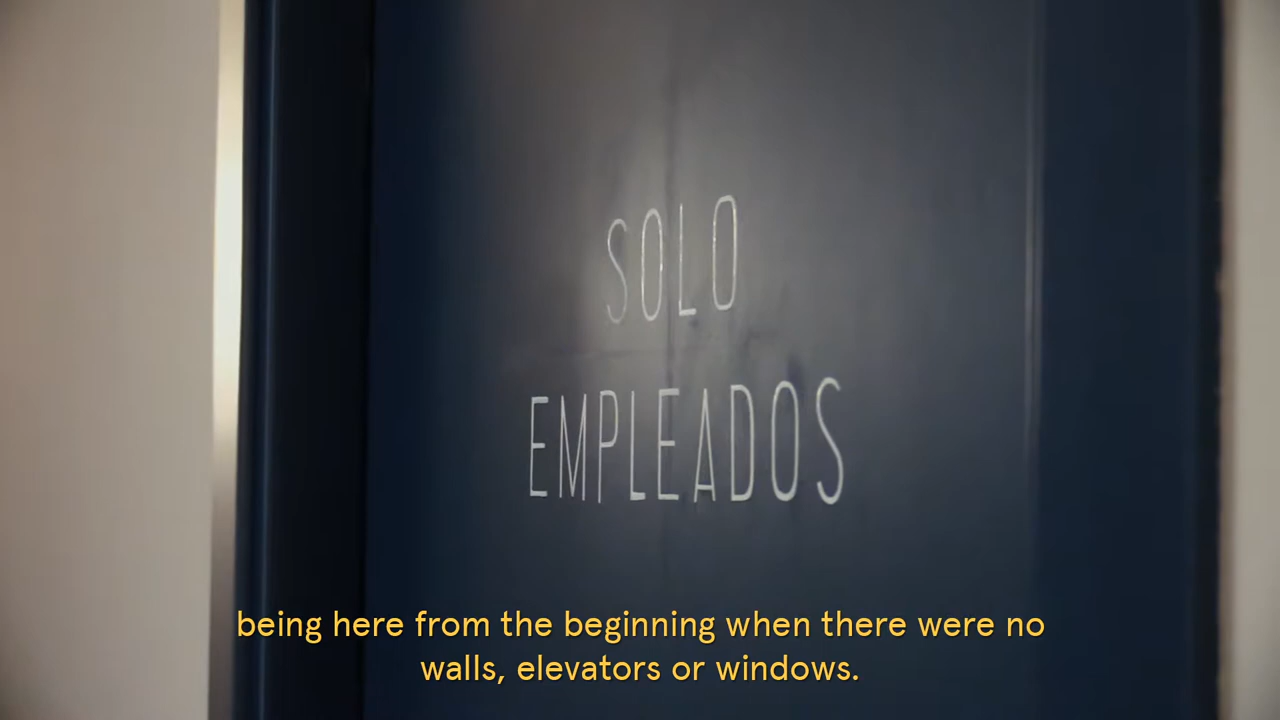 SOLO
EMPLEADOS
being here from the beginning when there were no
walls, elevators or windows.